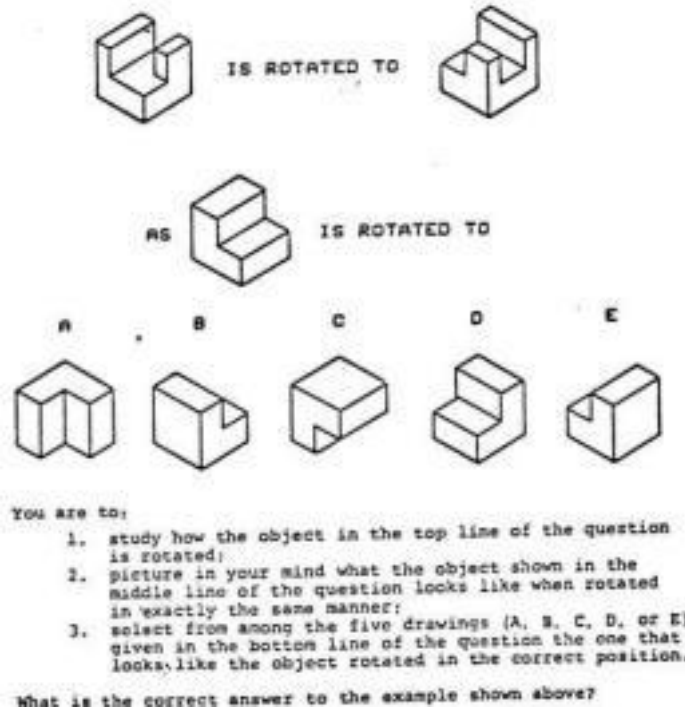 IS ROTATED TO
AS IS ROTATED TO
A B C D E
You are to:
1. study how the object in the top line of the question
is rotated;
2. picture in your mind what the object shown in the
middle line of the question looks like when rotated
in exactly the same manner;
3. select from among the five drawings (A, B, C, D, or E)
given in the bottom line of the question the one that
looks like the object rotated in the correct position.
What is the correct answer to the example shown above?